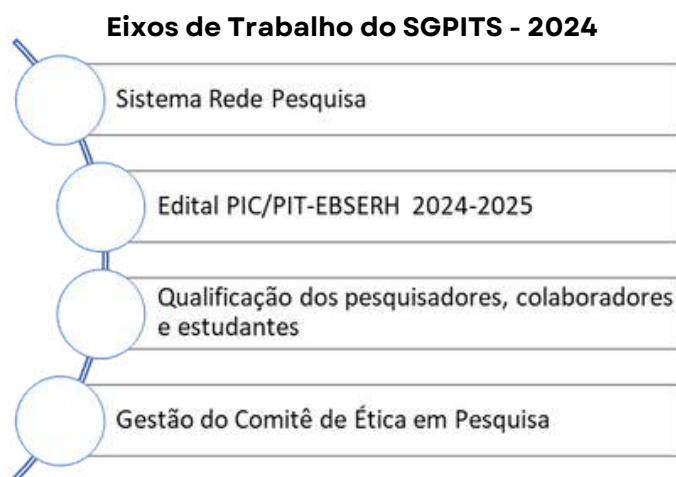 Eixos de Trabalho do SGPITS - 2024
Sistema Rede Pesquisa
Edital PIC/PIT-EBSERH 2024-2025
Qualificação dos pesquisadores, colaboradores
e estudantes
Gestão do Comitê de Ética em Pesquisa